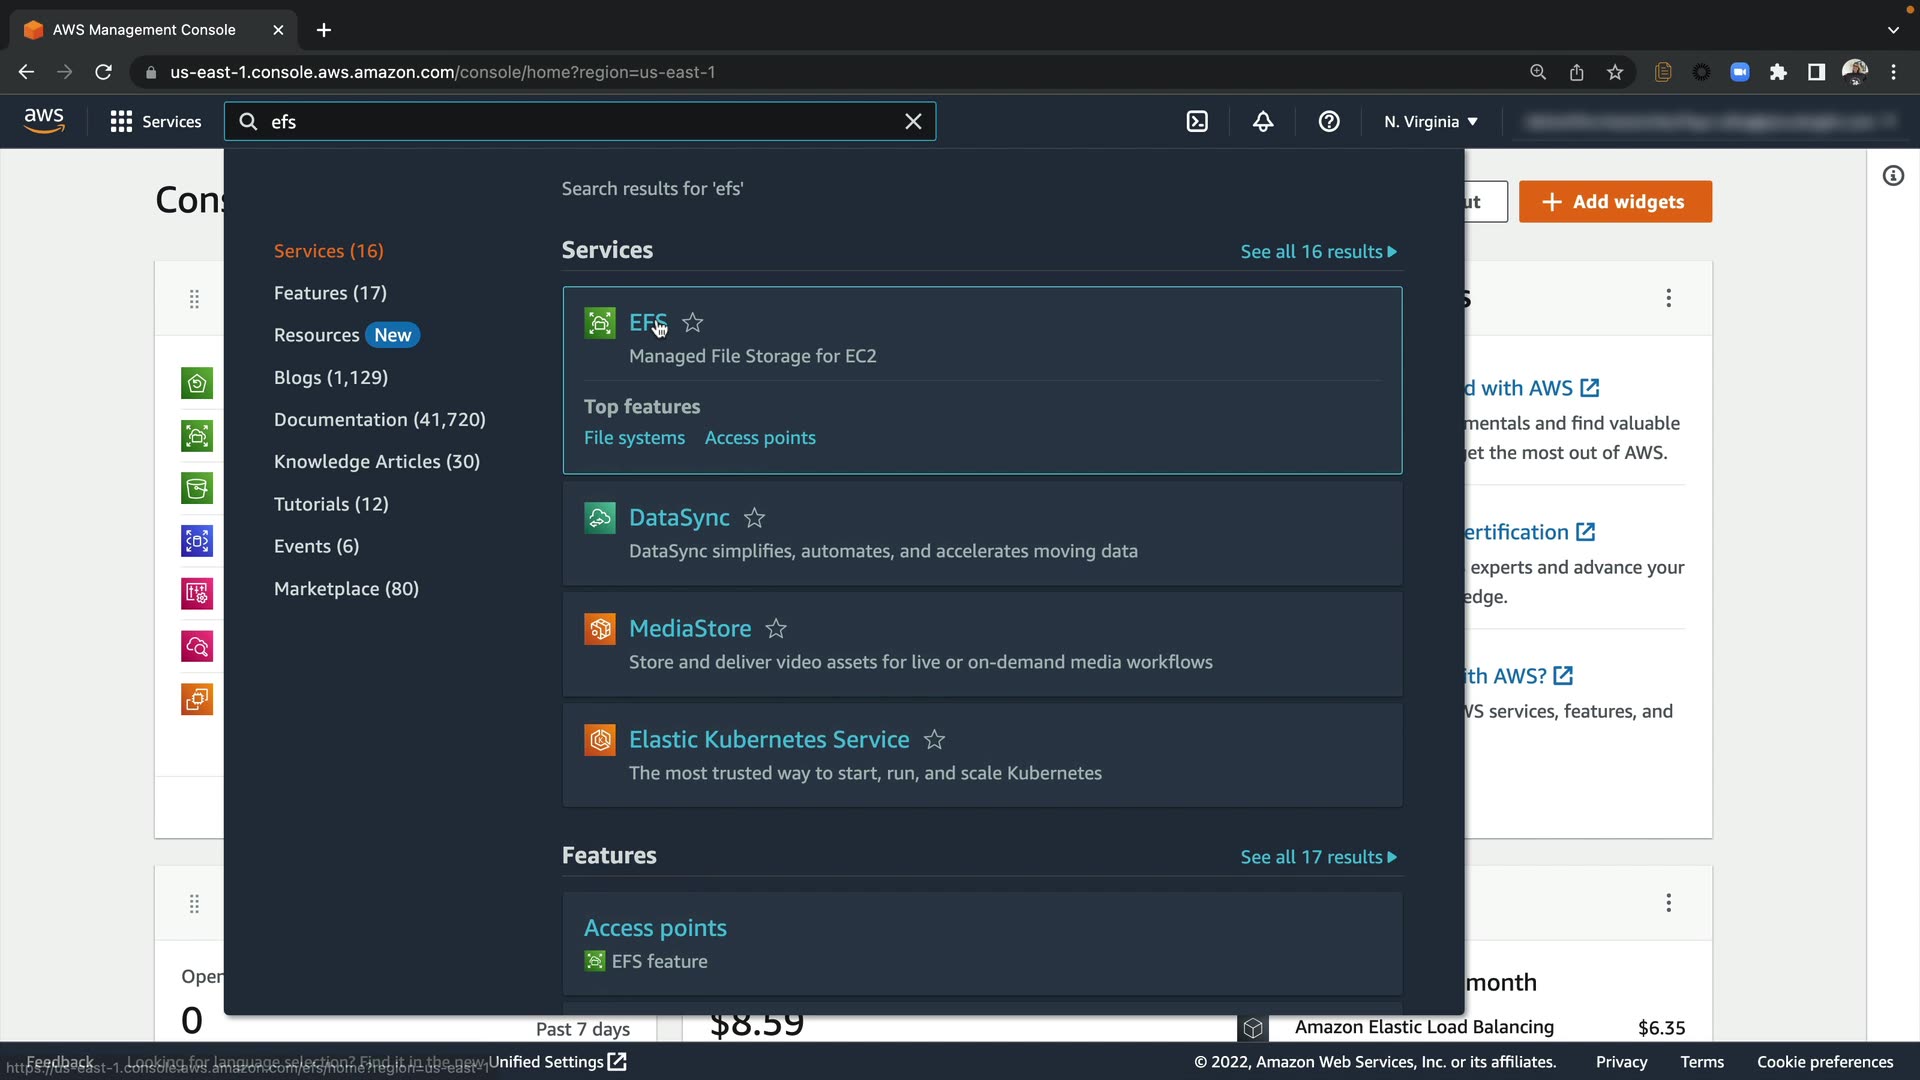 AWS Management Console
us-east-1.console.aws.amazon.com/console/home?region=us-east-1
aws
Services
efs
N. Virginia
Cons
ut
Add widgets
Search results for 'efs'
Services (16)
Features (17)
Resources New
Blogs (1,129)
Documentation (41,720)
Knowledge Articles (30)
Tutorials (12)
Events (6)
Marketplace (80)
Services
See all 16 results
EFS
Managed File Storage for EC2
Top features
File systems Access points
DataSync
DataSync simplifies, automates, and accelerates moving data
MediaStore
Store and deliver video assets for live or on-demand media workflows
Elastic Kubernetes Service
The most trusted way to start, run, and scale Kubernetes
Features
See all 17 results
Access points
EFS feature
s
d with AWS
mentals and find valuable
get the most out of AWS.
ertification
experts and advance your
edge.
ith AWS?
WS services, features, and
Open
0
Past 7 days
$8.59
month
Amazon Elastic Load Balancing
$6.35
Feedback
Looking for language selection? Find it in the new Unified Settings
https://us-east-1.console.aws.amazon.com/efs/home?region=us-east-1
© 2022, Amazon Web Services, Inc. or its affiliates.
Privacy
Terms
Cookie preferences